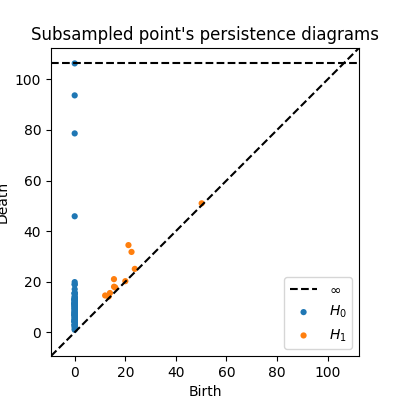 Subsampled point's persistence diagrams
100
80
60
40
20
0
Death
0 20 40 60 80 100
Birth
∞
H₀
H₁